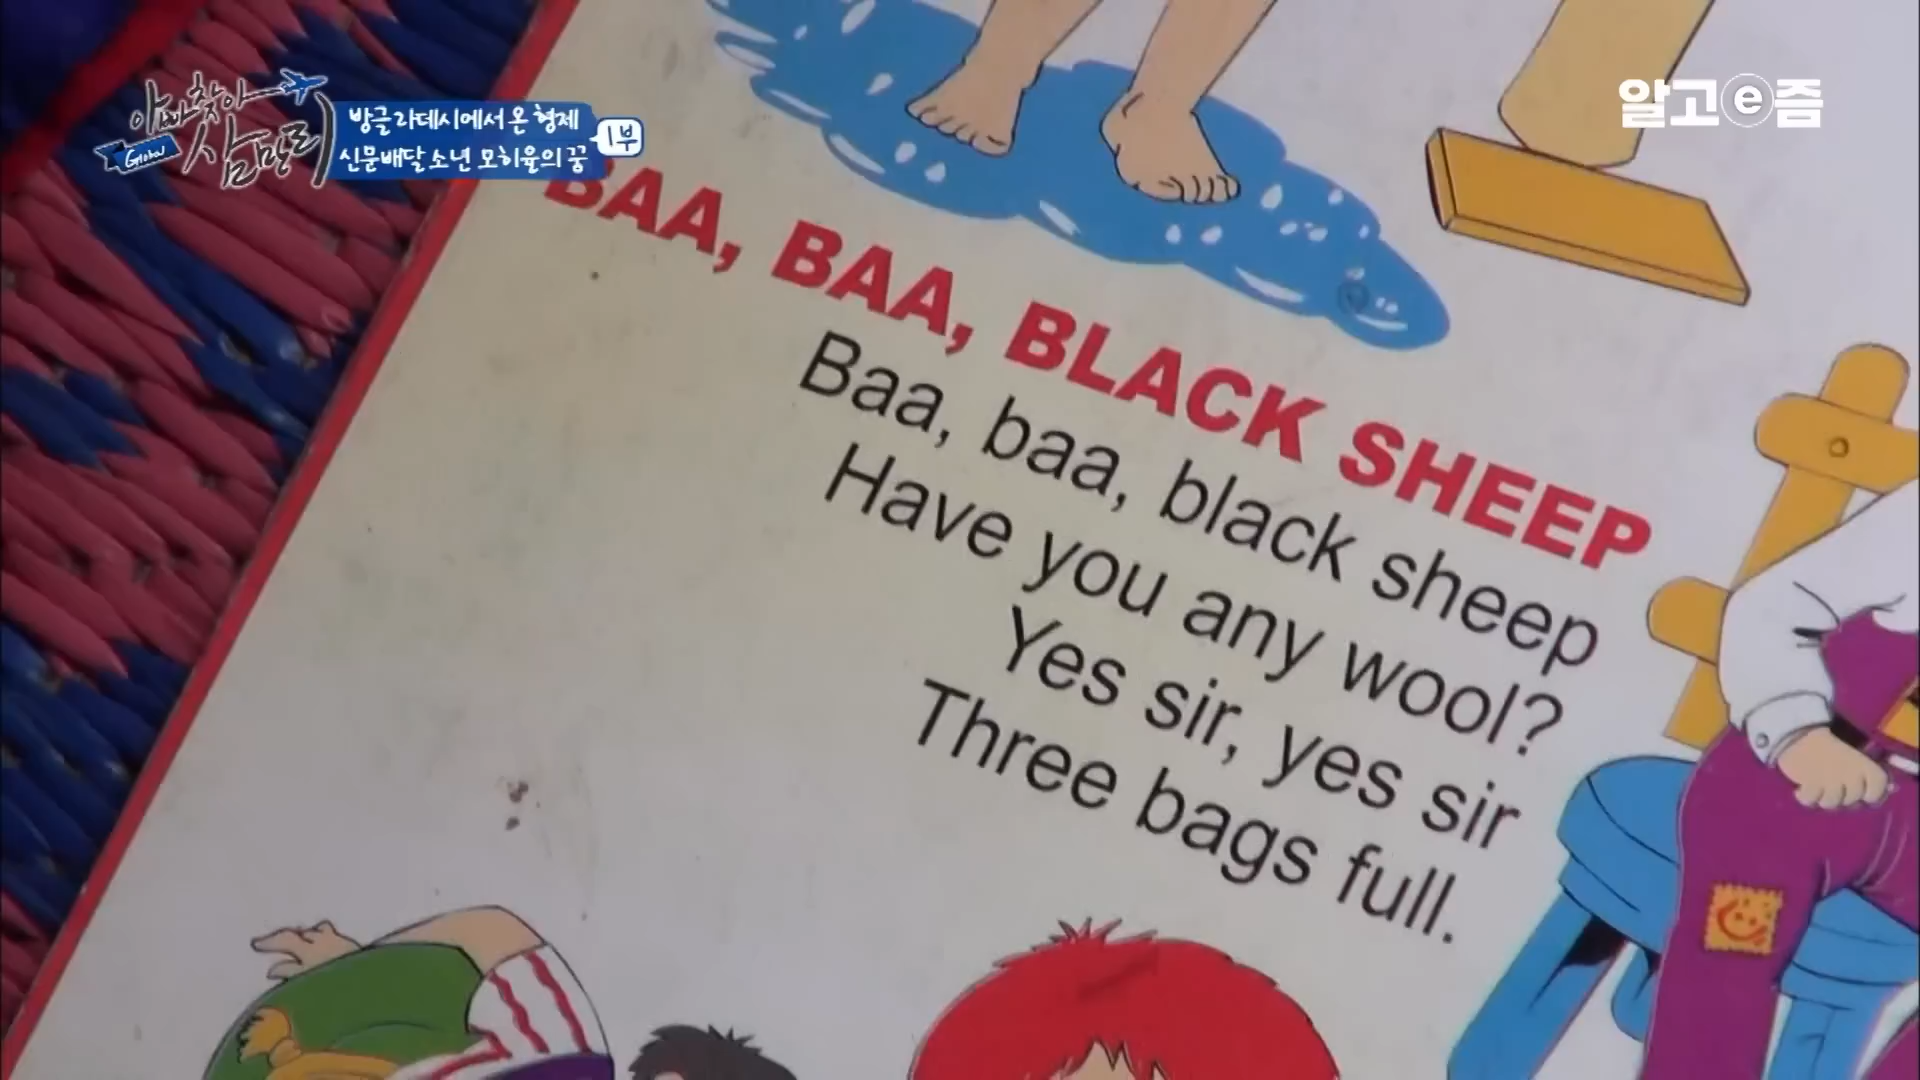 아빠 찾아
삼만리
Global
방글라데시에서 온 형제
신문배달 소년 모히율의 꿈
1부
알고e즘
BAA, BAA, BLACK SHEEP
Baa, baa, black sheep
Have you any wool?
Yes sir, yes sir
Three bags full.